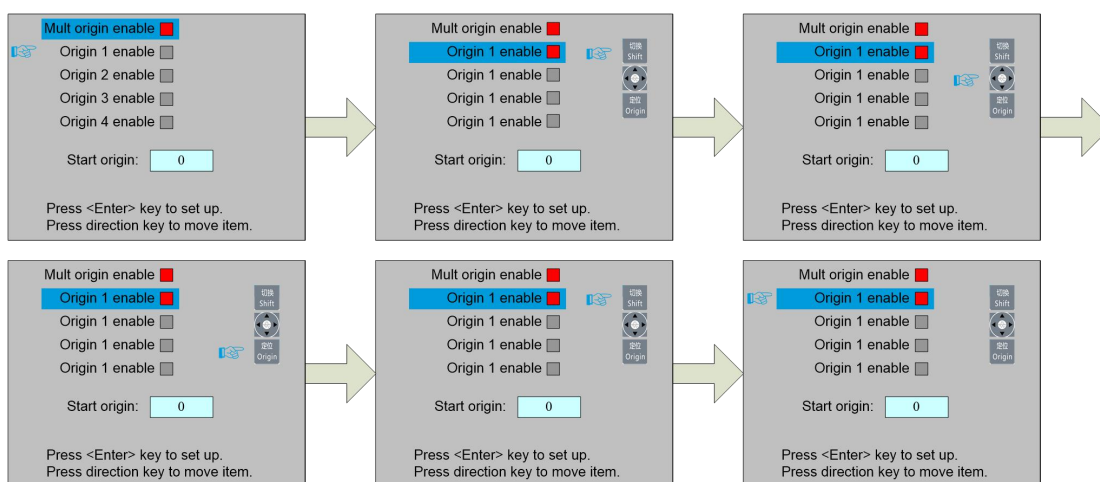 Mult origin enable
Origin 1 enable
Origin 2 enable
Origin 3 enable
Origin 4 enable
Start origin: 0
Press <Enter> key to set up.
Press direction key to move item.
Mult origin enable
Origin 1 enable
Origin 1 enable
Origin 1 enable
Origin 1 enable
切换
Shift
定位
Origin
Start origin: 0
Press <Enter> key to set up.
Press direction key to move item.
Mult origin enable
Origin 1 enable
Origin 1 enable
Origin 1 enable
Origin 1 enable
切换
Shift
定位
Origin
Start origin: 0
Press <Enter> key to set up.
Press direction key to move item.
Mult origin enable
Origin 1 enable
Origin 1 enable
Origin 1 enable
Origin 1 enable
切换
Shift
定位
Origin
Start origin: 0
Press <Enter> key to set up.
Press direction key to move item.
Mult origin enable
Origin 1 enable
Origin 1 enable
Origin 1 enable
Origin 1 enable
切换
Shift
定位
Origin
Start origin: 0
Press <Enter> key to set up.
Press direction key to move item.
Mult origin enable
Origin 1 enable
Origin 1 enable
Origin 1 enable
Origin 1 enable
切换
Shift
定位
Origin
Start origin: 0
Press <Enter> key to set up.
Press direction key to move item.